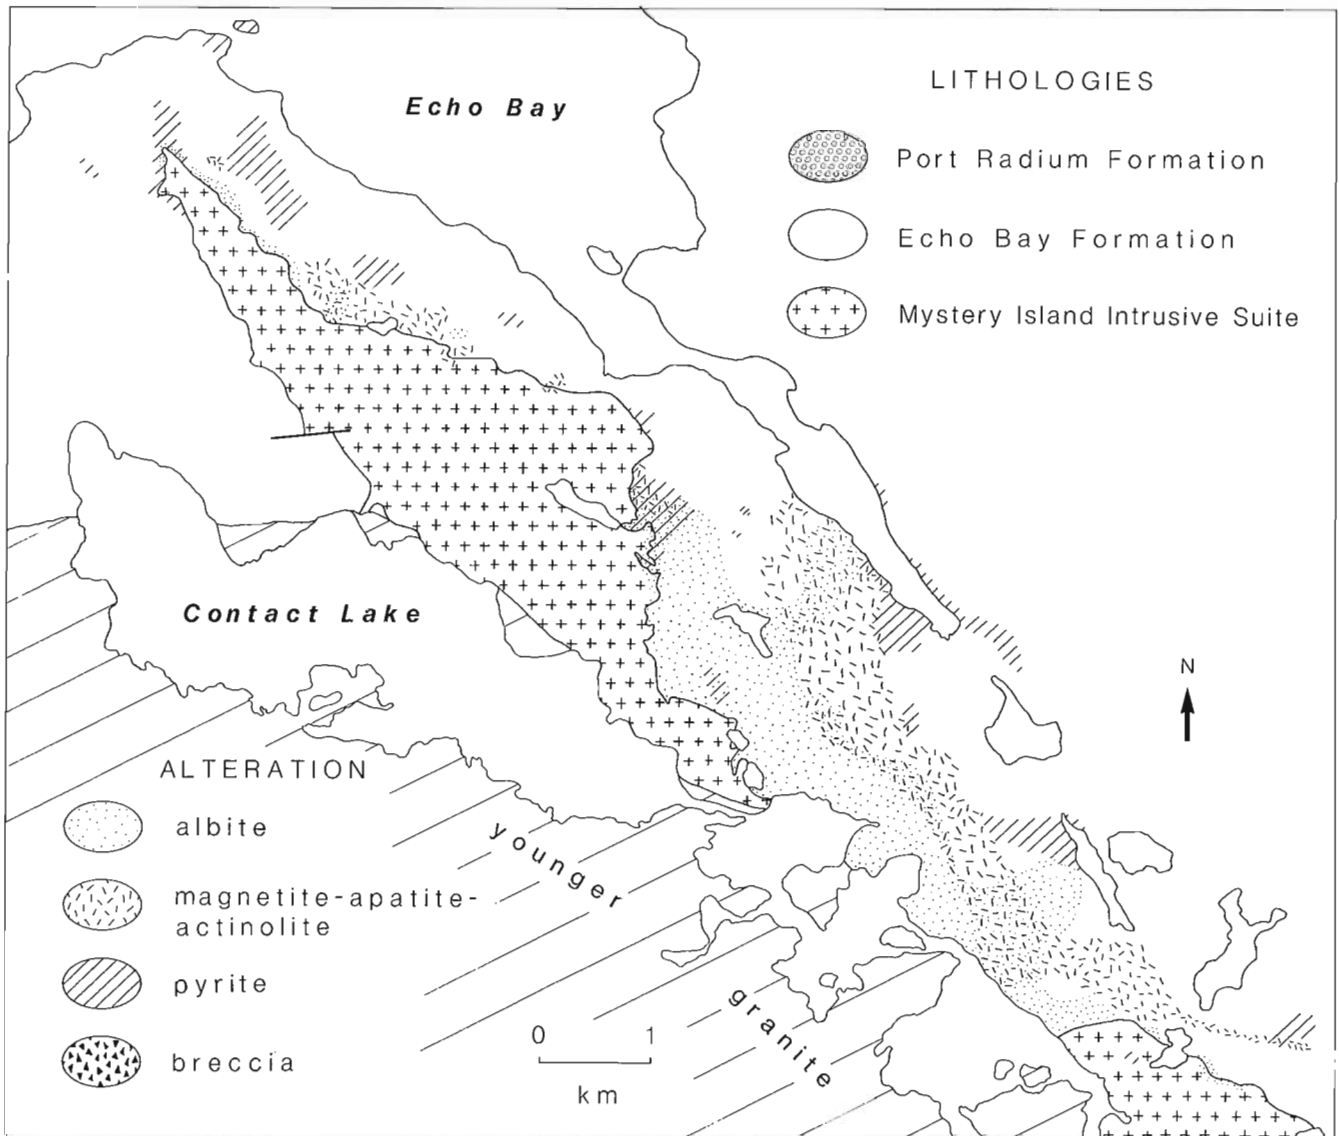 Echo Bay
LITHOLOGIES
Port Radium Formation
Echo Bay Formation
Mystery Island Intrusive Suite
Contact Lake
N
ALTERATION
albite
magnetite-apatite-
actinolite
pyrite
breccia
younger
granite
0 1
km